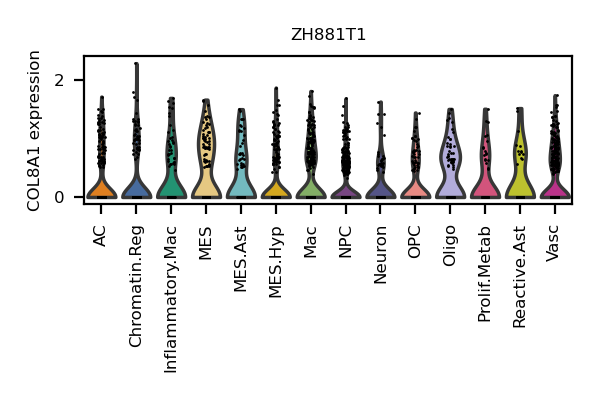 ZH881T1
COL8A1 expression
2
0
AC
Chromatin.Reg
Inflammatory.Mac
MES
MES.Ast
MES.Hyp
Mac
NPC
Neuron
OPC
Oligo
Prolif.Metab
Reactive.Ast
Vasc